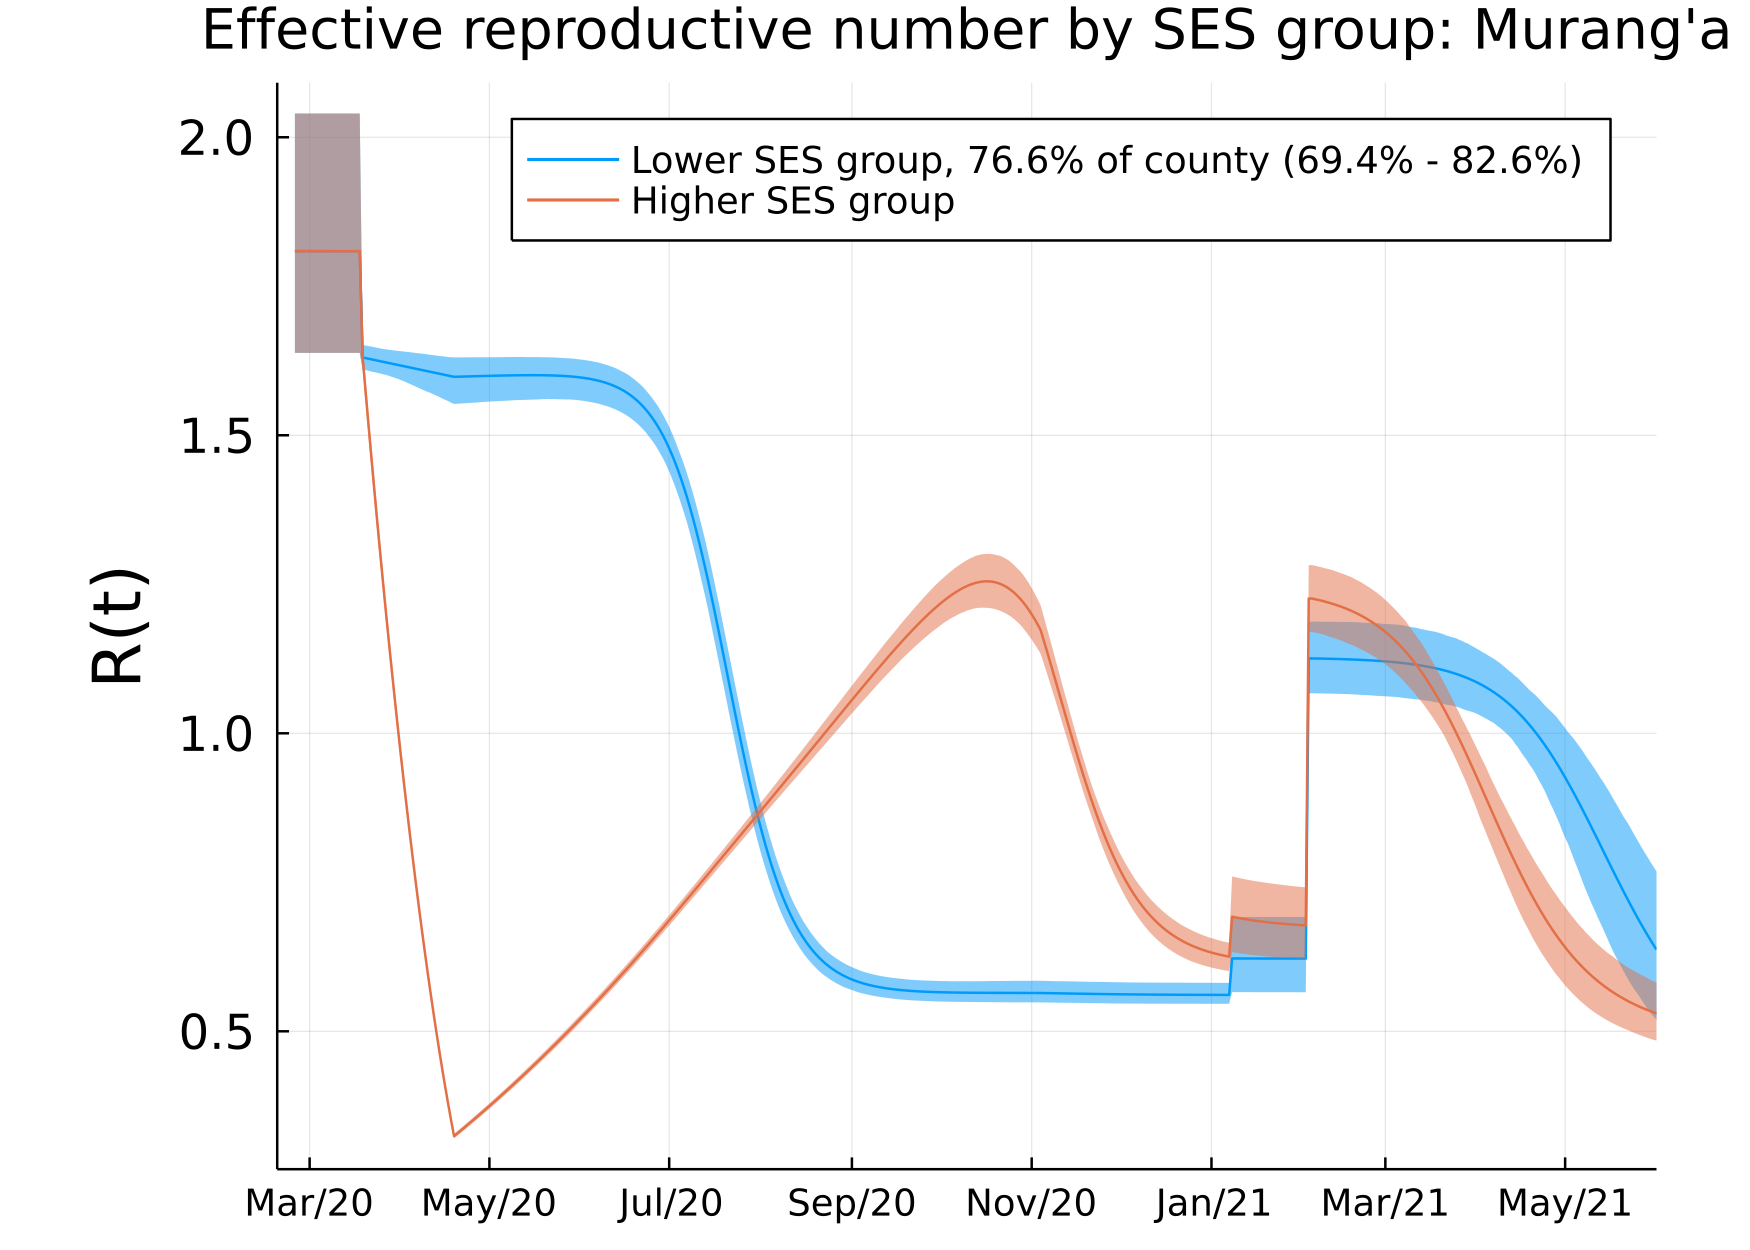 Effective reproductive number by SES group: Murang'a
Lower SES group, 76.6% of county (69.4% - 82.6%)
Higher SES group
R(t)
2.0
1.5
1.0
0.5
Mar/20 May/20 Jul/20 Sep/20 Nov/20 Jan/21 Mar/21 May/21